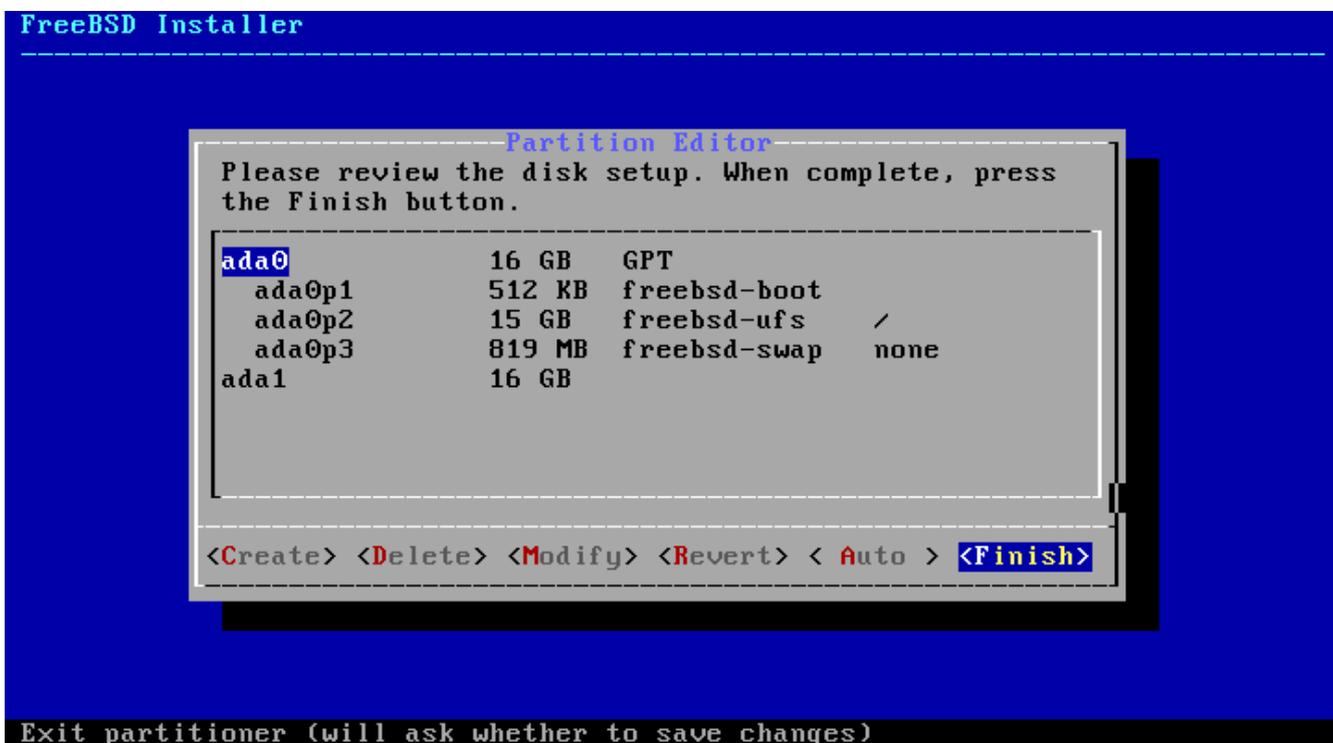 FreeBSD Installer
Partition Editor
Please review the disk setup. When complete, press
the Finish button.
ada0 16 GB GPT
ada0p1 512 KB freebsd-boot
ada0p2 15 GB freebsd-ufs /
ada0p3 819 MB freebsd-swap none
ada1 16 GB
<Create> <Delete> <Modify> <Revert> < Auto > <Finish>
Exit partitioner (will ask whether to save changes)